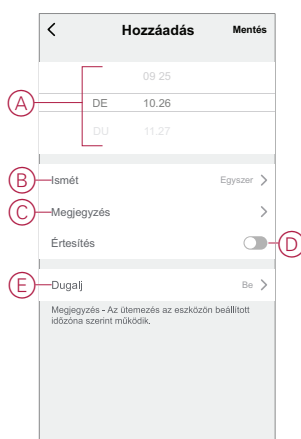 Hozzáadás Mentés
09 25
A DE 10.26
DU 11.27
B Ismét Egyszer
C Megjegyzés
Értesítés D
E Dugalj Be
Megjegyzés - Az ütemezés az eszközön beállított
időzóna szerint működik.